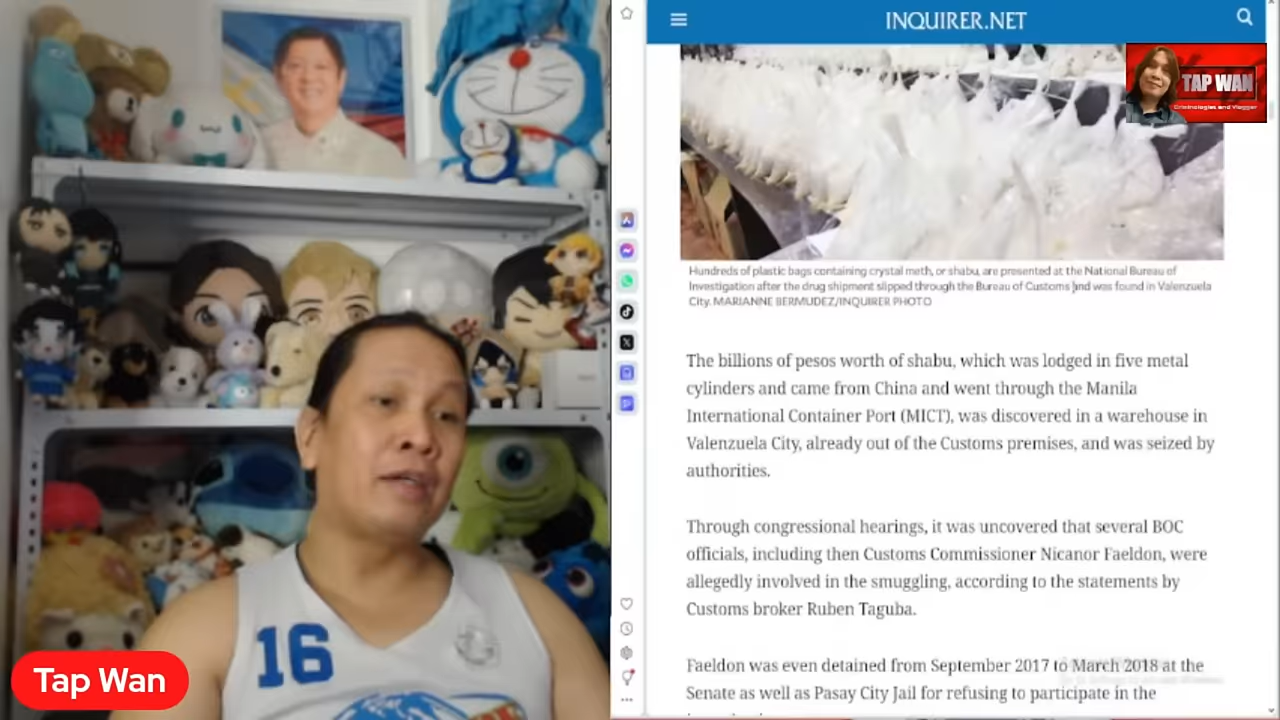 INQUIRER.NET
TAP WAN
Criminologist and Vlogger
Hundreds of plastic bags containing crystal meth, or shabu, are presented at the National Bureau of
Investigation after the drug shipment slipped through the Bureau of Customs and was found in Valenzuela
City. MARIANNE BERMUDEZ/INQUIRER PHOTO
The billions of pesos worth of shabu, which was lodged in five metal
cylinders and came from China and went through the Manila
International Container Port (MICT), was discovered in a warehouse in
Valenzuela City, already out of the Customs premises, and was seized by
authorities.
Through congressional hearings, it was uncovered that several BOC
officials, including then Customs Commissioner Nicanor Faeldon, were
allegedly involved in the smuggling, according to the statements by
Customs broker Ruben Taguba.
Faeldon was even detained from September 2017 to March 2018 at the
Senate as well as Pasay City Jail for refusing to participate in the
16
Tap Wan